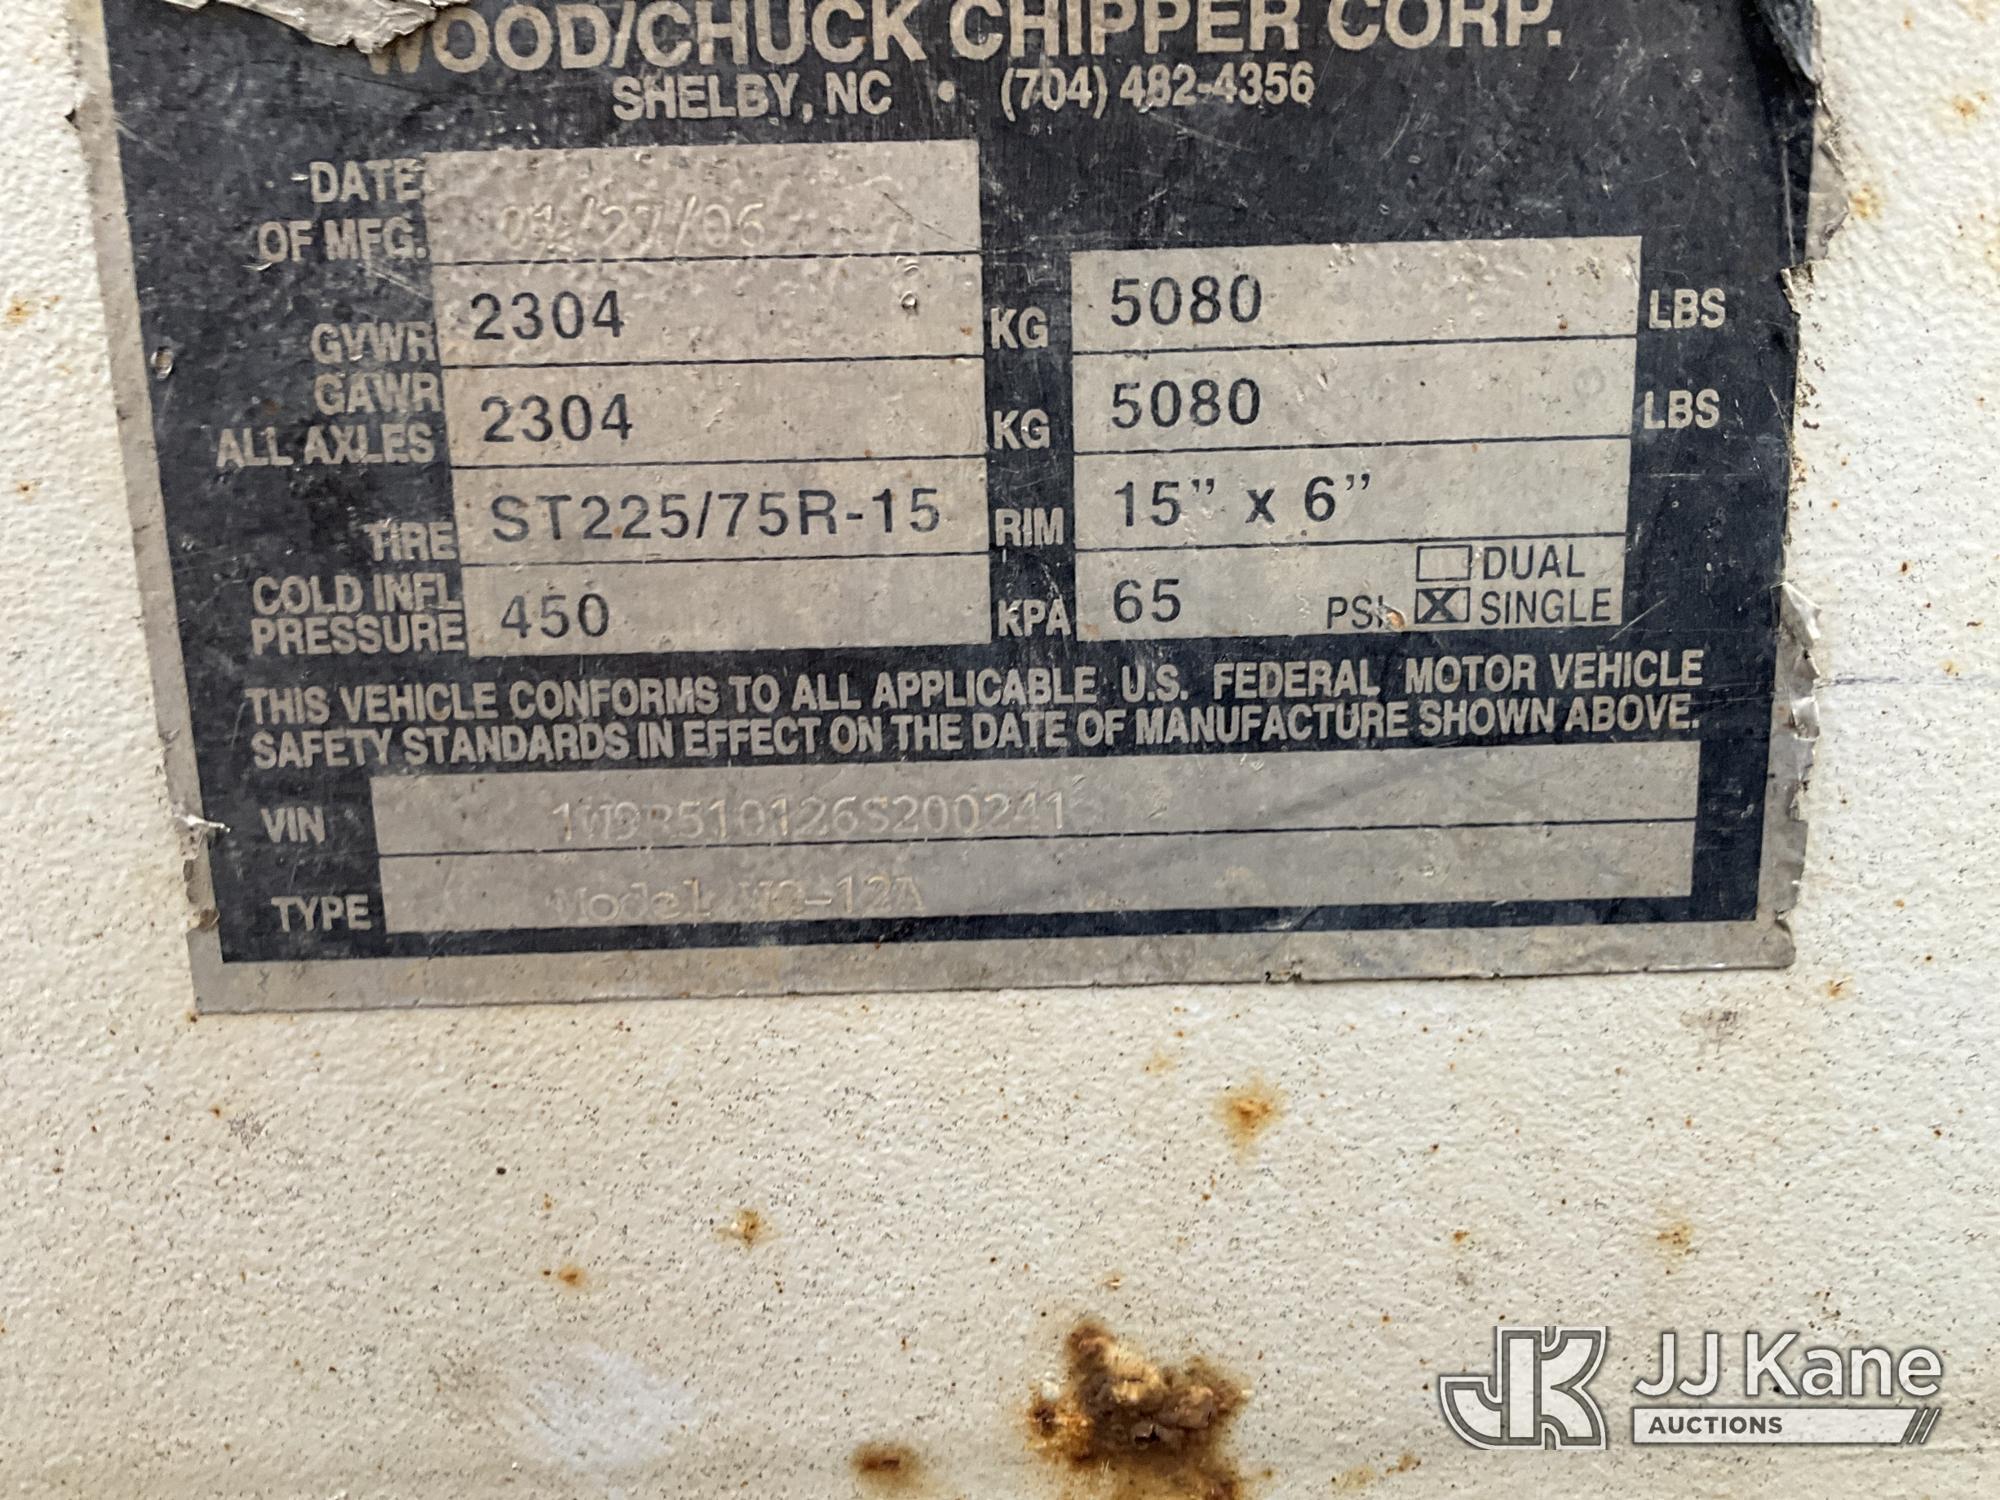 WOOD/CHUCK CHIPPER CORP.
SHELBY, NC • (704) 482-4356
DATE OF MFG.
GVWR 2304 KG 5080 LBS
GAWR ALL AXLES 2304 KG 5080 LBS
TIRE ST225/75R-15 RIM 15" x 6"
COLD INFL PRESSURE 450 KPA 65 PSI DUAL
X SINGLE
THIS VEHICLE CONFORMS TO ALL APPLICABLE U.S. FEDERAL MOTOR VEHICLE
SAFETY STANDARDS IN EFFECT ON THE DATE OF MANUFACTURE SHOWN ABOVE.
VIN
TYPE Model
JK JJ Kane
AUCTIONS